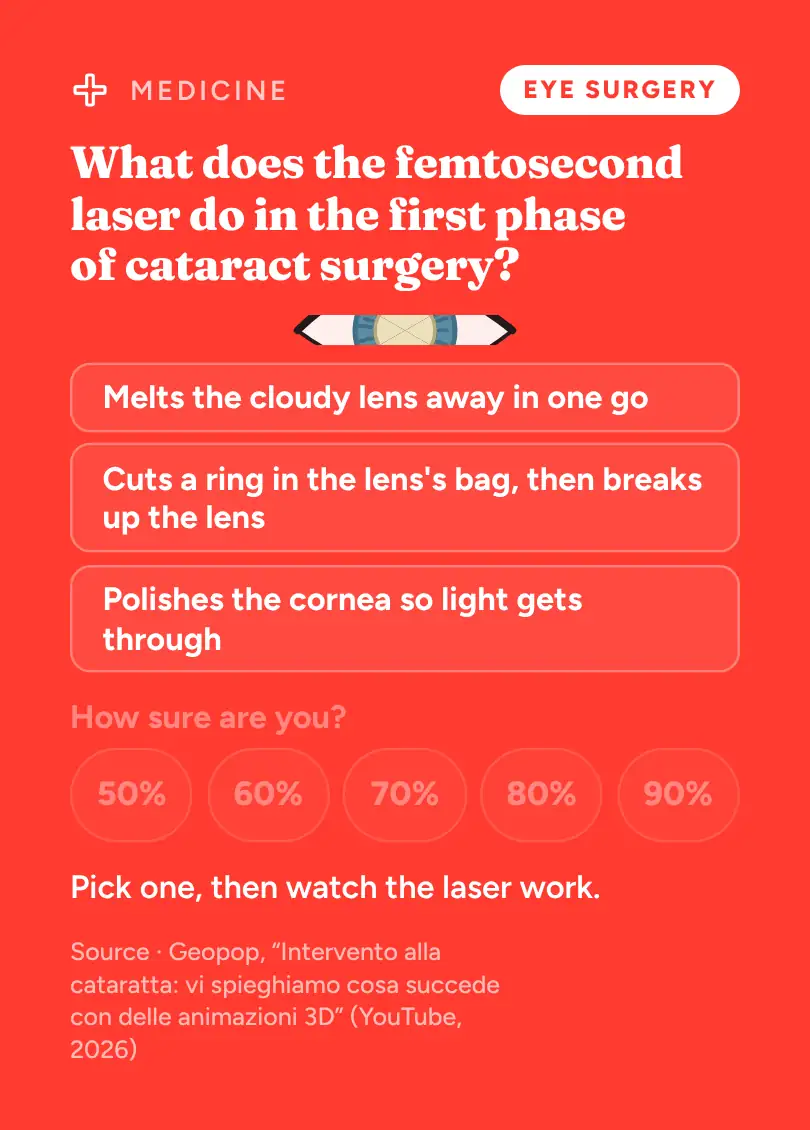 MEDICINE
EYE SURGERY
What does the femtosecond
laser do in the first phase
of cataract surgery?
Melts the cloudy lens away in one go
Cuts a ring in the lens's bag, then breaks
up the lens
Polishes the cornea so light gets
through
How sure are you?
50% 60% 70% 80% 90%
Pick one, then watch the laser work.
Source · Geopop, “Intervento alla
cataratta: vi spieghiamo cosa succede
con delle animazioni 3D” (YouTube,
2026)